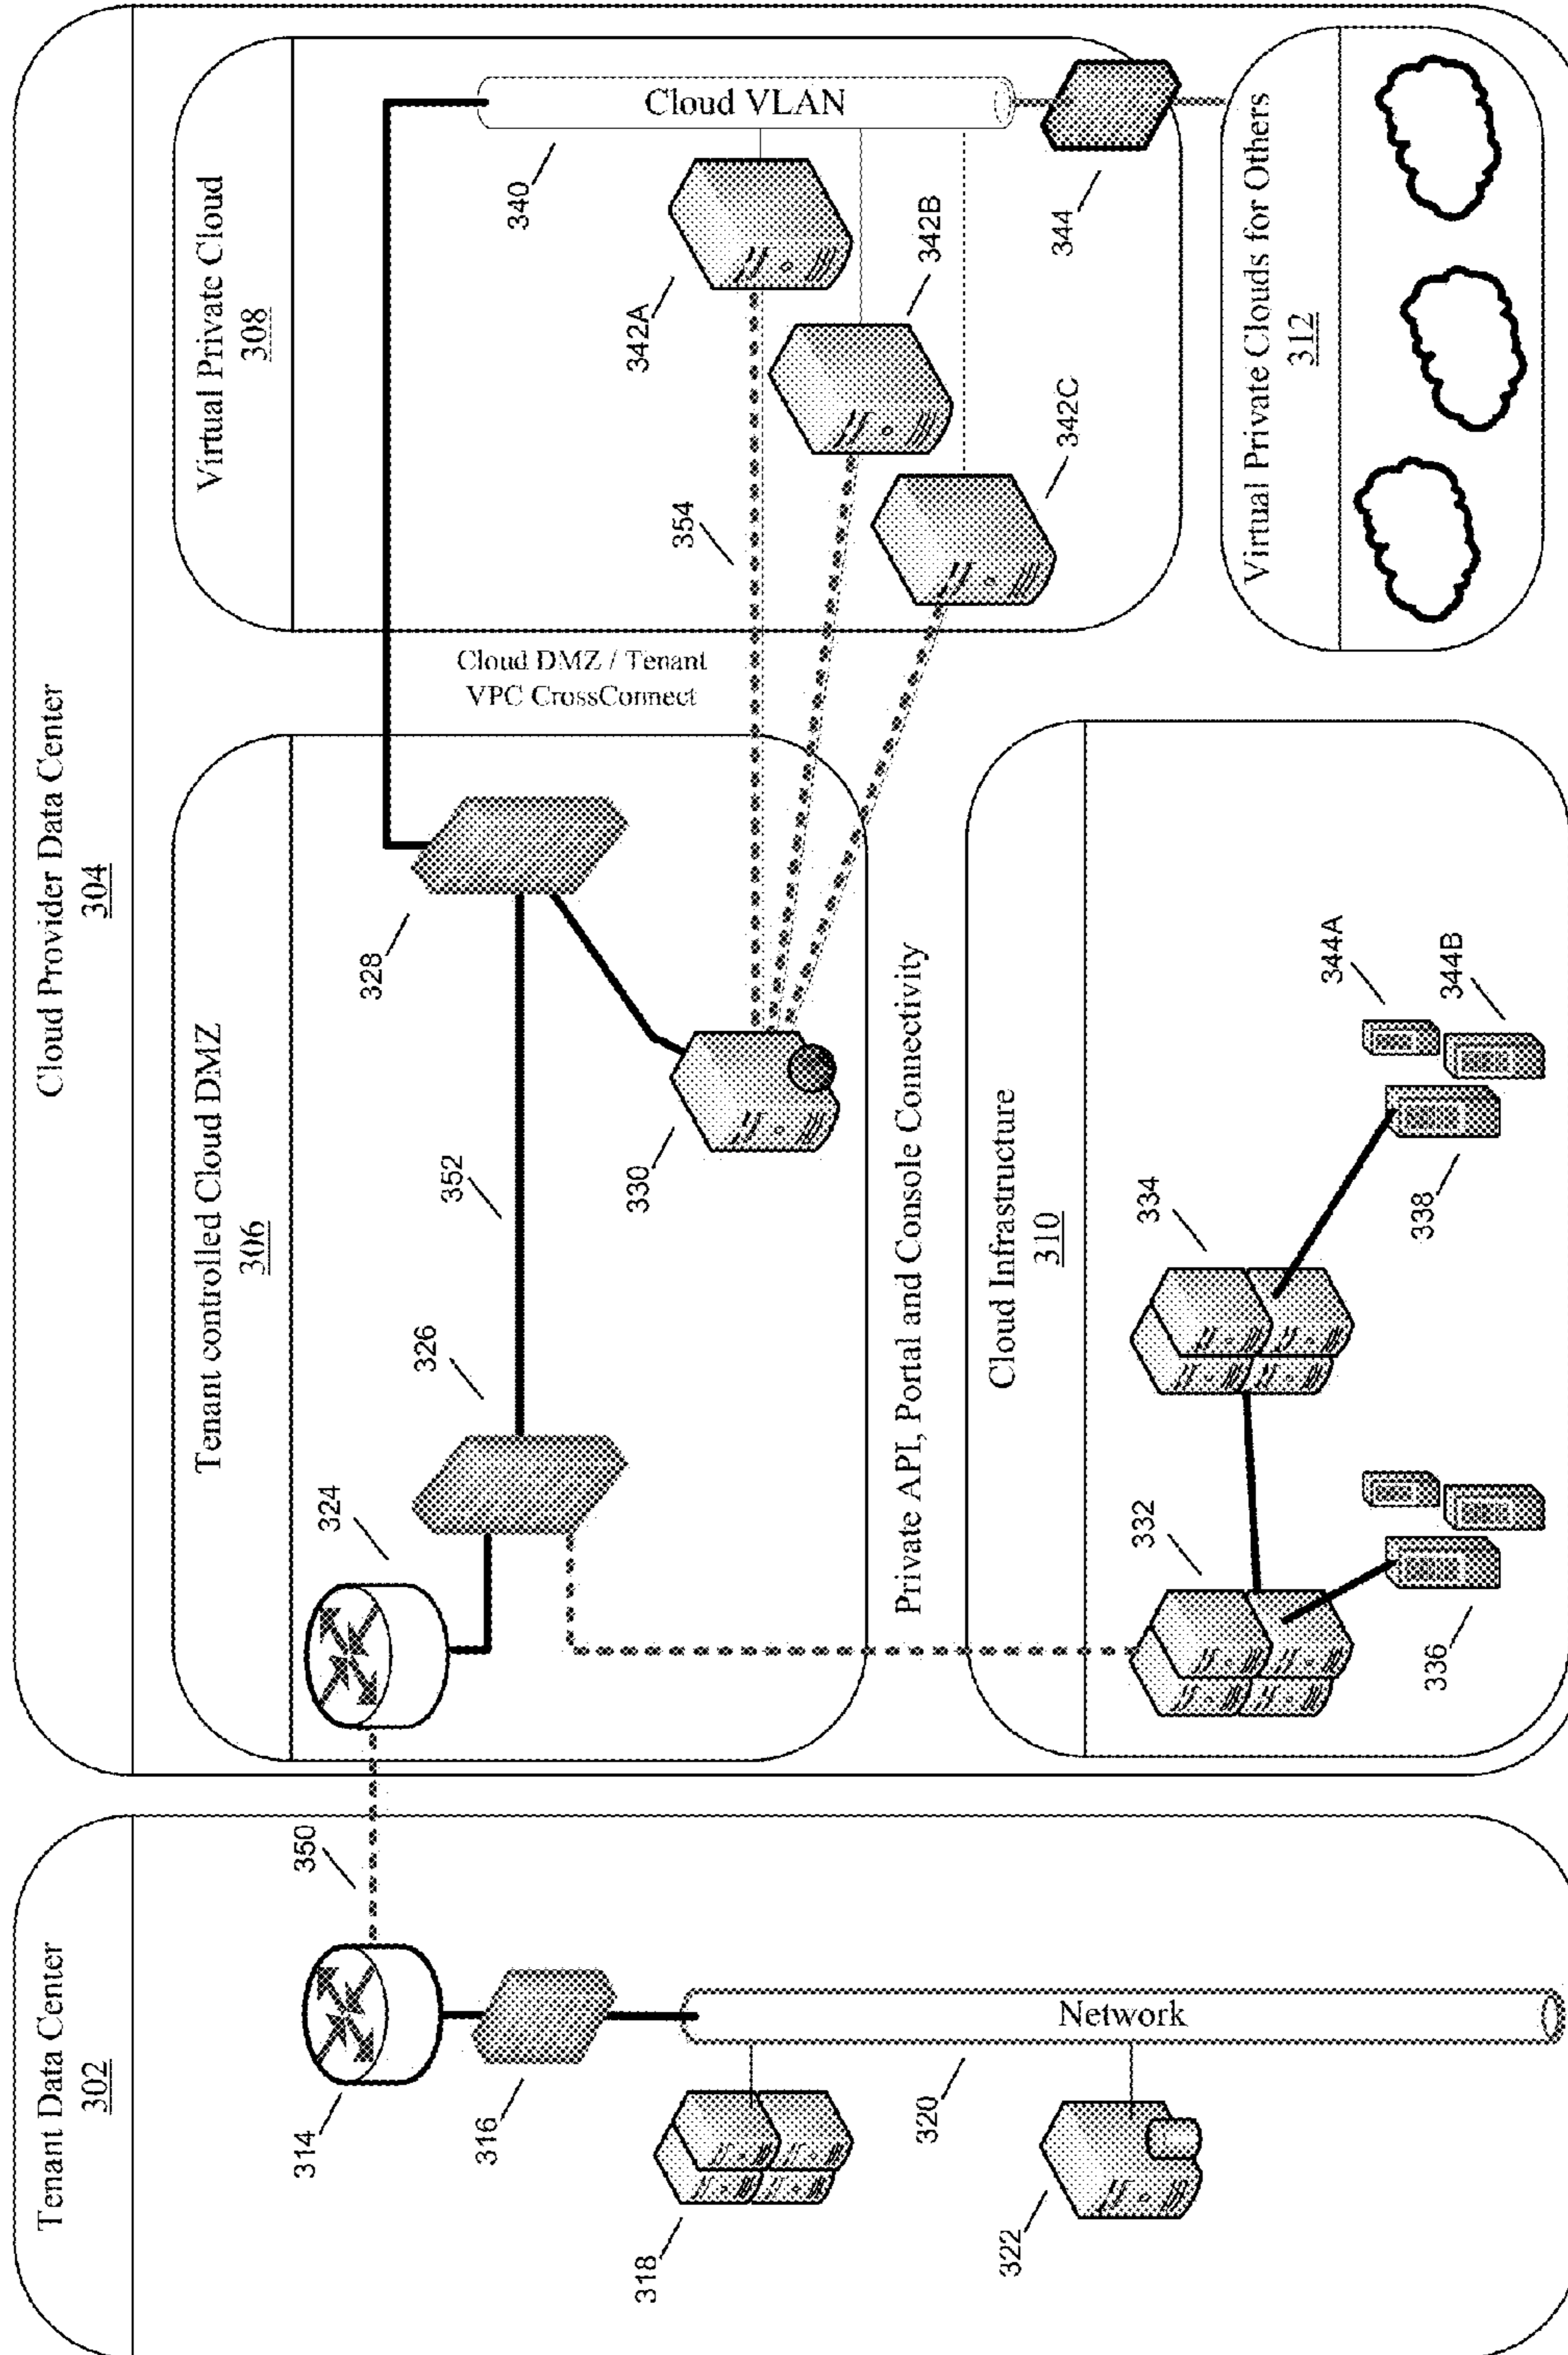 Tenant Data Center
302
314
316
318
320
Network
322
350
Cloud Provider Data Center
304
Tenant controlled Cloud DMZ
306
324
326
352
328
330
Cloud DMZ / Tenant
VPC CrossConnect
Virtual Private Cloud
308
340
Cloud VLAN
342A
342B
342C
354
344
Private API, Portal and Console Connectivity
Cloud Infrastructure
310
332
334
336
338
344A
344B
Virtual Private Clouds for Others
312